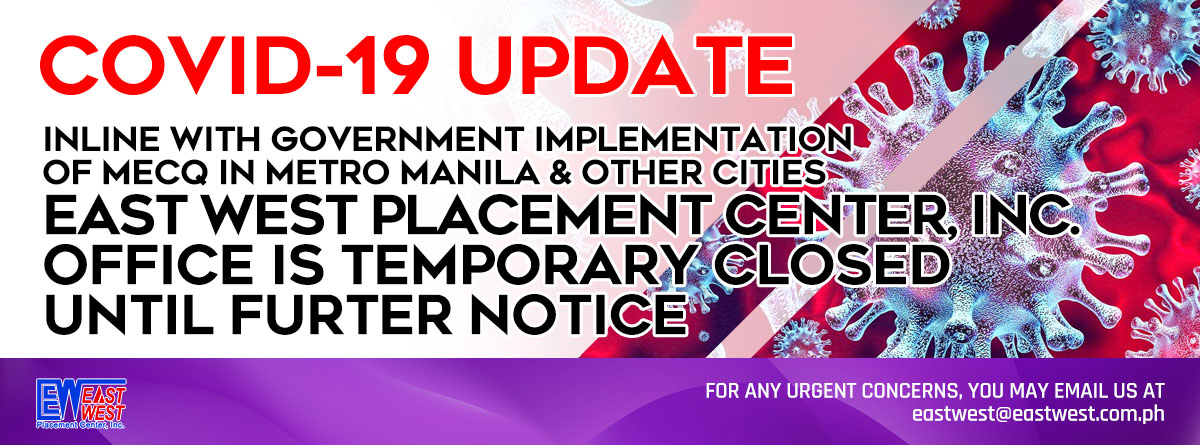 COVID-19 UPDATE
INLINE WITH GOVERNMENT IMPLEMENTATION
OF MECQ IN METRO MANILA & OTHER CITIES
EAST WEST PLACEMENT CENTER, INC.
OFFICE IS TEMPORARY CLOSED
UNTIL FURTER NOTICE
EW EAST
WEST
Placement Center, Inc.
FOR ANY URGENT CONCERNS, YOU MAY EMAIL US AT
eastwest@eastwest.com.ph